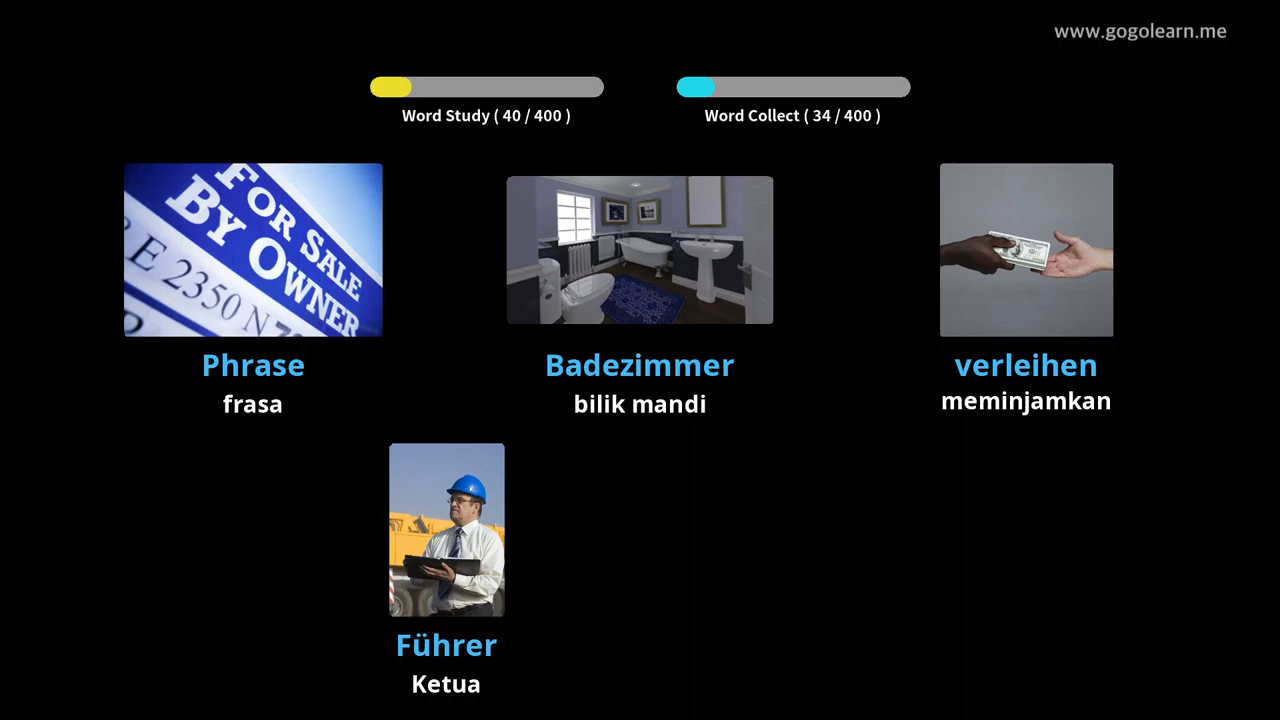 www.gogolearn.me
Word Study ( 40 / 400 )
Word Collect ( 34 / 400 )
FOR SALE
BY OWNER
E 2350 N
Phrase
frasa
Badezimmer
bilik mandi
verleihen
meminjamkan
Führer
Ketua